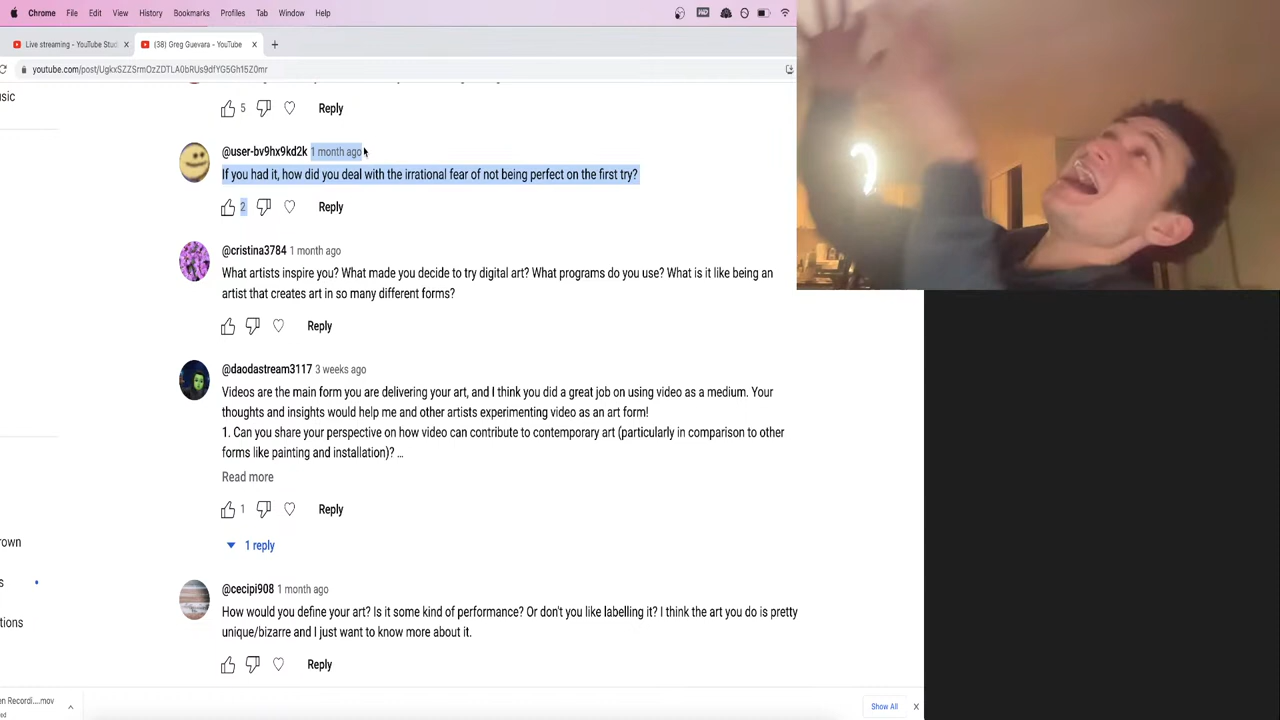 Chrome File Edit View History Bookmarks Profiles Tab Window Help
Live streaming - YouTube Stud
(38) Greg Guevara - YouTube
youtube.com/post/UgkxSZZSrmOzZDTLA0bRUs9dfYG5Gh15Z0mr
usic
5 Reply
@user-bv9hx9kd2k 1 month ago
If you had it, how did you deal with the irrational fear of not being perfect on the first try?
2 Reply
@cristina3784 1 month ago
What artists inspire you? What made you decide to try digital art? What programs do you use? What is it like being an
artist that creates art in so many different forms?
Reply
@daodastream3117 3 weeks ago
Videos are the main form you are delivering your art, and I think you did a great job on using video as a medium. Your
thoughts and insights would help me and other artists experimenting video as an art form!
1. Can you share your perspective on how video can contribute to contemporary art (particularly in comparison to other
forms like painting and installation)? ...
Read more
1 Reply
rown
1 reply
s
@cecipi908 1 month ago
How would you define your art? Is it some kind of performance? Or don't you like labelling it? I think the art you do is pretty
tions
unique/bizarre and I just want to know more about it.
Reply
en Recordi....mov
ed
Show All